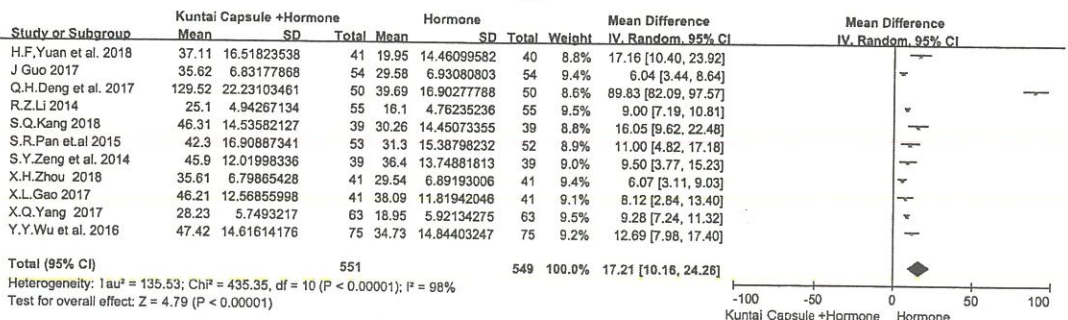 Kuntai Capsule +Hormone Hormone Mean Difference Mean Difference
Study or Subgroup Mean SD Total Mean SD Total Weight IV. Random. 95% CI IV. Random. 95% CI
H.F,Yuan et al. 2018 37.11 16.51823538 41 19.95 14.46099582 40 8.8% 17.16 [10.40, 23.92]
J Guo 2017 35.62 6.83177868 54 29.58 6.93080803 54 9.4% 6.04 [3.44, 8.64]
Q.H.Deng et al. 2017 129.52 22.23103461 50 39.69 16.90277788 50 8.6% 89.83 [82.09, 97.57]
R.Z.Li 2014 25.1 4.94267134 55 16.1 4.76235236 55 9.5% 9.00 [7.19, 10.81]
S.Q.Kang 2018 46.31 14.53582127 39 30.26 14.45073355 39 8.8% 16.05 [9.62, 22.48]
S.R.Pan et.al 2015 42.3 16.90887341 53 31.3 15.38798232 52 8.9% 11.00 [4.82, 17.18]
S.Y.Zeng et al. 2014 45.9 12.01998336 39 36.4 13.74881813 39 8.9% 9.50 [3.77, 15.23]
X.H.Zhou 2018 35.61 6.79865428 41 29.54 6.89193006 41 9.4% 6.07 [3.11, 9.03]
X.L.Gao 2017 46.21 12.56855998 41 38.09 11.81942046 41 9.1% 8.12 [2.84, 13.40]
X.Q.Yang 2017 28.23 5.7493217 63 18.95 5.92134275 63 9.5% 9.28 [7.24, 11.32]
Y.Y.Wu et al. 2016 47.42 14.61614176 75 34.73 14.84403247 75 9.2% 12.69 [7.98, 17.40]
Total (95% CI) 551 549 100.0% 17.21 [10.16, 24.26]
Heterogeneity: Tau² = 135.53; Chi² = 435.35, df = 10 (P < 0.00001); I² = 98%
Test for overall effect: Z = 4.79 (P < 0.00001)
-100 -50 0 50 100
Kuntai Capsule +Hormone Hormone